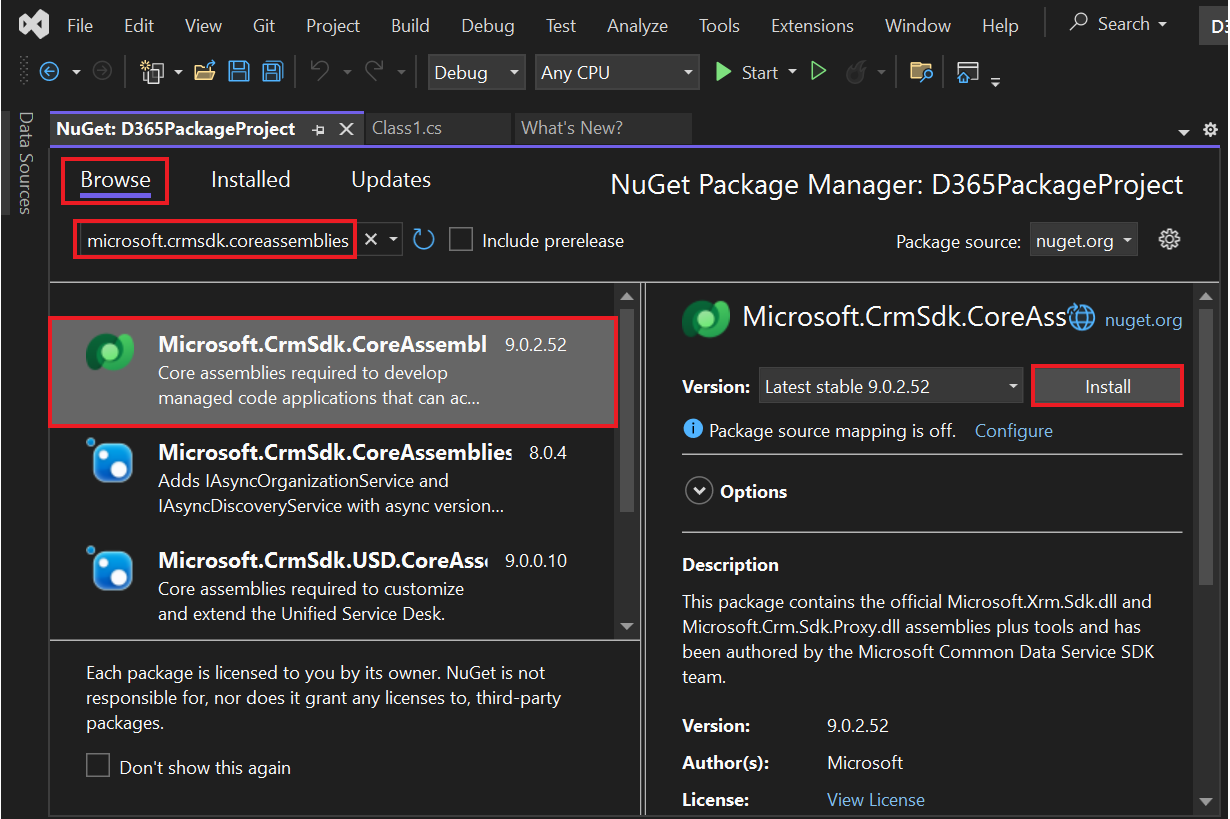 File Edit View Git Project Build Debug Test Analyze Tools Extensions Window Help Search D3
Debug Any CPU Start
Data Sources
NuGet: D365PackageProject Class1.cs What's New?
Browse Installed Updates NuGet Package Manager: D365PackageProject
microsoft.crmsdk.coreassemblies Include prerelease Package source: nuget.org
Microsoft.CrmSdk.CoreAssembl 9.0.2.52
Core assemblies required to develop
managed code applications that can ac...
Microsoft.CrmSdk.CoreAssemblies 8.0.4
Adds IAsyncOrganizationService and
IAsyncDiscoveryService with async version...
Microsoft.CrmSdk.USD.CoreAsse 9.0.0.10
Core assemblies required to customize
and extend the Unified Service Desk.
Each package is licensed to you by its owner. NuGet is not
responsible for, nor does it grant any licenses to, third-party
packages.
Don't show this again
Microsoft.CrmSdk.CoreAss nuget.org
Version: Latest stable 9.0.2.52 Install
Package source mapping is off. Configure
Options
Description
This package contains the official Microsoft.Xrm.Sdk.dll and
Microsoft.Crm.Sdk.Proxy.dll assemblies plus tools and has
been authored by the Microsoft Common Data Service SDK
team.
Version: 9.0.2.52
Author(s): Microsoft
License: View License